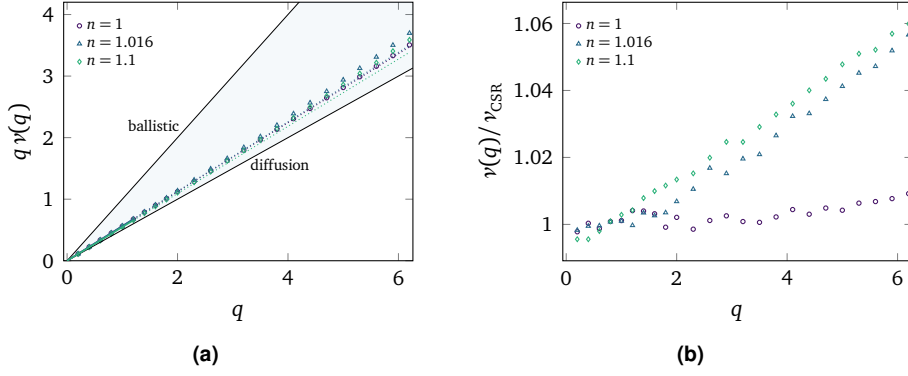 4
3
2
1
0
0
2
4
6
q ν(q)
q
n = 1
n = 1.016
n = 1.1
ballistic
diffusion
(a)
1.06
1.04
1.02
1
0
2
4
6
ν(q)/ν_CSR
q
n = 1
n = 1.016
n = 1.1
(b)